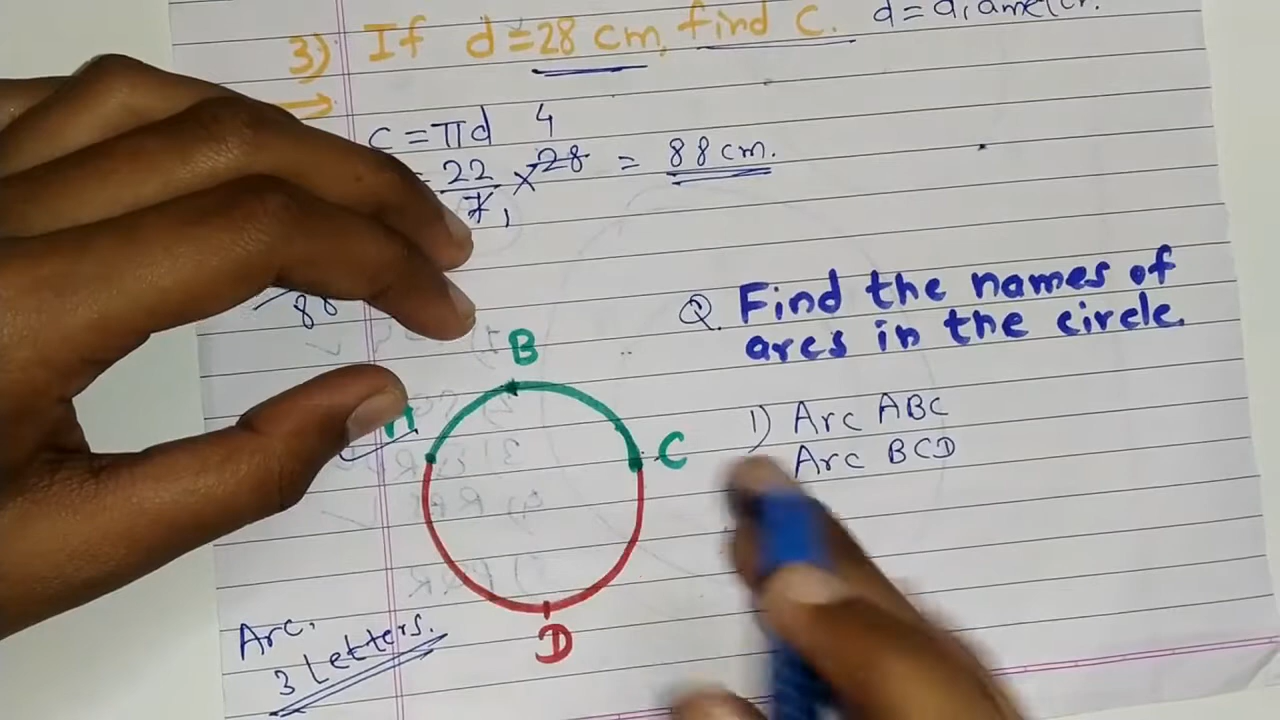 3) If d=28 cm, find C. d=diameter.
C = πd 4
= 22/7 × 28 = 88 cm.
1
88
Q. Find the names of
arcs in the circle.
B
A
C
D
1) Arc ABC
Arc BCD
Arc.
3 Letters.